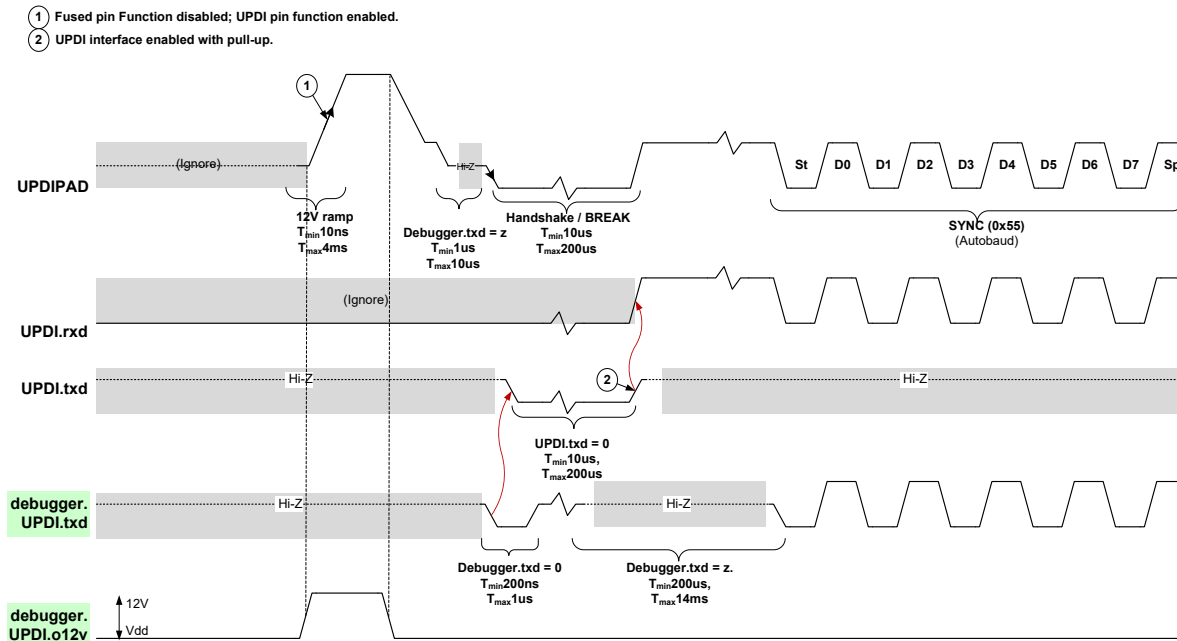 1 Fused pin Function disabled; UPDI pin function enabled.
2 UPDI interface enabled with pull-up.
1
(Ignore)
Hi-Z
St D0 D1 D2 D3 D4 D5 D6 D7 Sp
UPDIPAD
12V ramp
Tmin10ns
Tmax4ms
Debugger.txd = z
Tmin1us
Tmax10us
Handshake / BREAK
Tmin10us
Tmax200us
SYNC (0x55)
(Autobaud)
(Ignore)
UPDI.rxd
Hi-Z
2
Hi-Z
UPDI.txd
UPDI.txd = 0
Tmin10us,
Tmax200us
debugger.
UPDI.txd
Hi-Z
Hi-Z
Debugger.txd = 0
Tmin200ns
Tmax1us
Debugger.txd = z.
Tmin200us,
Tmax14ms
debugger.
UPDI.o12v
12V
Vdd